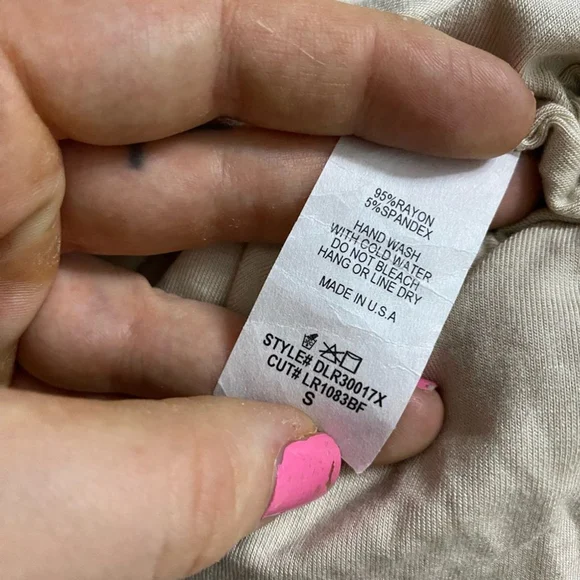 95%RAYON
5%SPANDEX
HAND WASH
WITH COLD WATER
DO NOT BLEACH
HANG OR LINE DRY
MADE IN U.S.A
STYLE# DLR30017X
CUT# LR1083BF
S